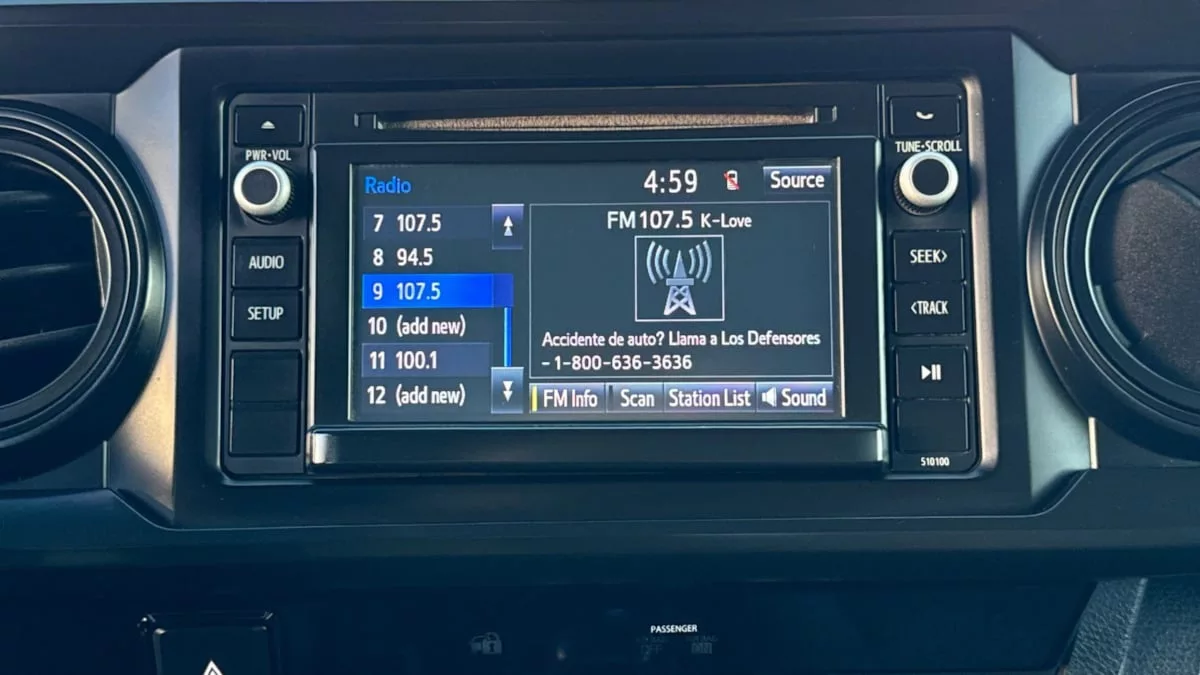 PWR•VOL
AUDIO
SETUP
Radio
4:59
Source
7 107.5
8 94.5
9 107.5
10 (add new)
11 100.1
12 (add new)
FM107.5 K-Love
Accidente de auto? Llama a Los Defensores
- 1-800-636-3636
FM Info
Scan
Station List
Sound
TUNE•SCROLL
SEEK>
<TRACK
510100
PASSENGER